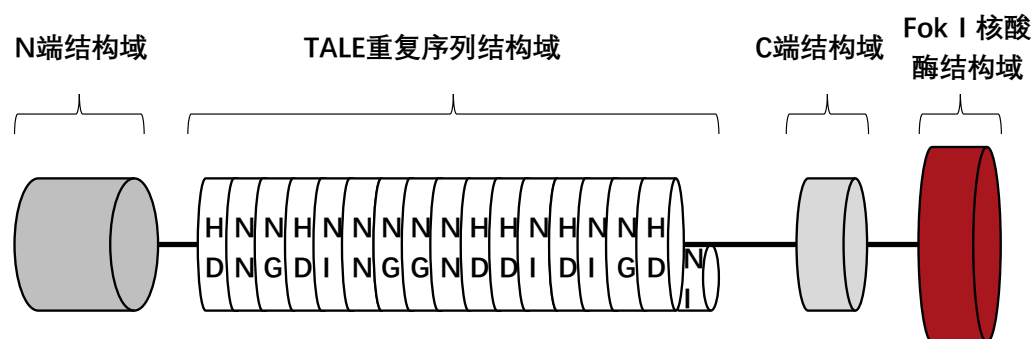 N端结构域
TALE重复序列结构域
C端结构域
Fok I 核酸
酶结构域
H N N H N N N N N H H N H N N H
D N G D I N G G N D D I D I G D
N
I